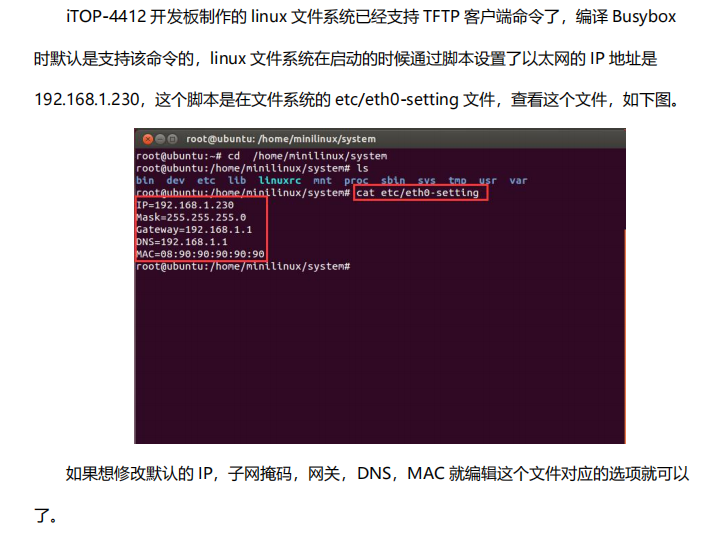 iTOP-4412 开发板制作的 linux 文件系统已经支持 TFTP 客户端命令了，编译 Busybox
时默认是支持该命令的，linux 文件系统在启动的时候通过脚本设置了以太网的 IP 地址是
192.168.1.230，这个脚本是在文件系统的 etc/eth0-setting 文件，查看这个文件，如下图。
root@ubuntu: /home/minilinux/system
root@ubuntu:~# cd  /home/minilinux/system
root@ubuntu:/home/minilinux/system# ls
bin  dev  etc  lib  linuxrc  mnt  proc  sbin  sys  tmp  usr  var
root@ubuntu:/home/minilinux/system# cat etc/eth0-setting
IP=192.168.1.230
Mask=255.255.255.0
Gateway=192.168.1.1
DNS=192.168.1.1
MAC=08:90:90:90:90:90
root@ubuntu:/home/minilinux/system#
如果想修改默认的 IP，子网掩码，网关，DNS，MAC 就编辑这个文件对应的选项就可以
了。